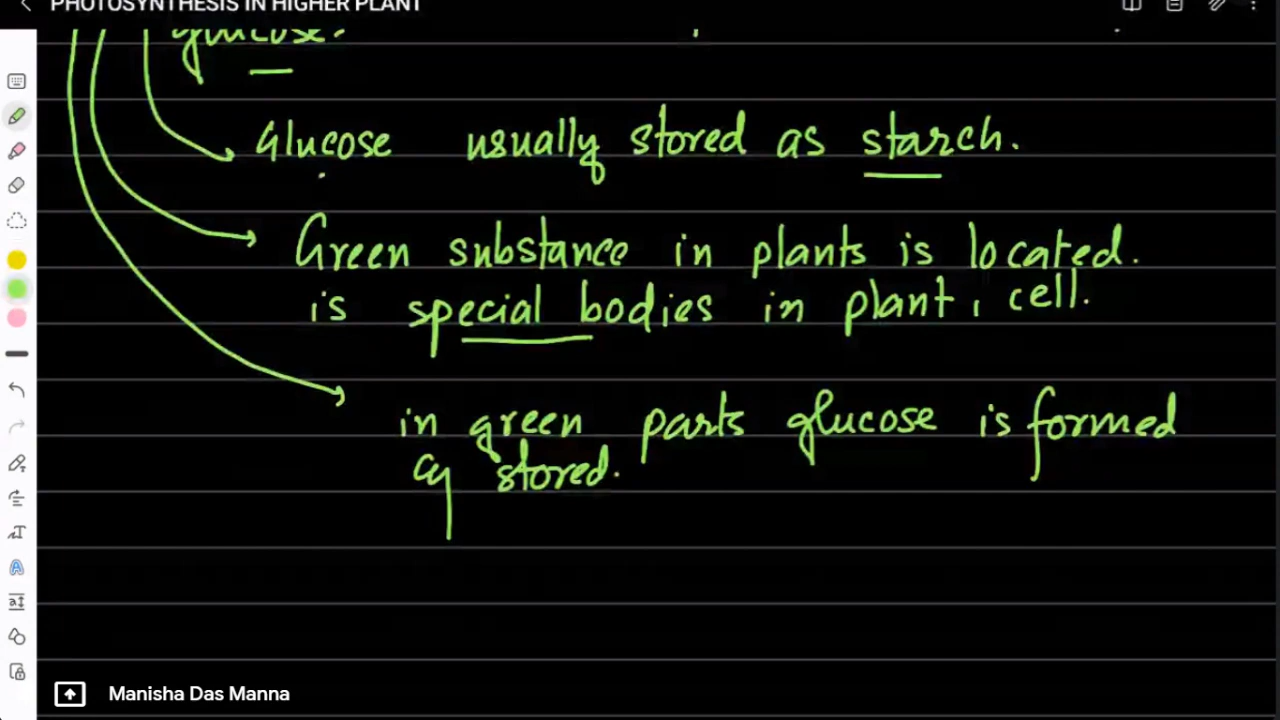 PHOTOSYNTHESIS IN HIGHER PLANT
glucose.
Glucose usually stored as starch.
Green substance in plants is located.
is special bodies in plant, cell.
in green parts glucose is formed
stored.
Manisha Das Manna